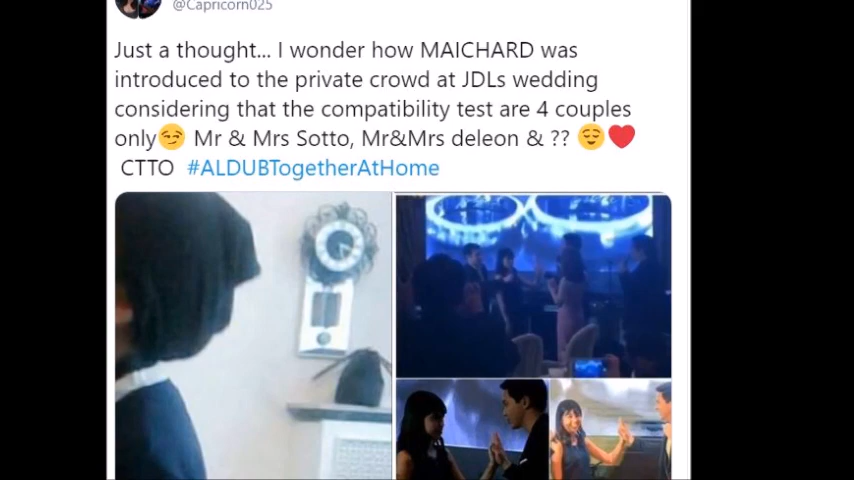 @Capricorn025
Just a thought... I wonder how MAICHARD was
introduced to the private crowd at JDLs wedding
considering that the compatibility test are 4 couples
only😏 Mr & Mrs Sotto, Mr&Mrs deleon & ?? 😌❤️
CTTO #ALDUBTogetherAtHome